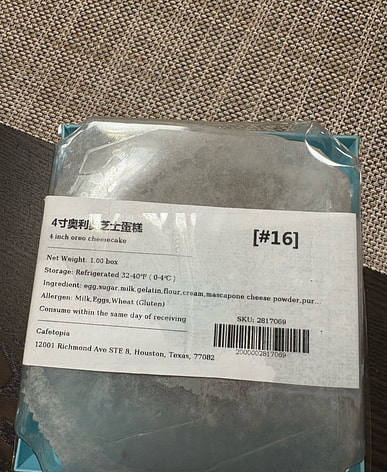 4寸奥利奥芝士蛋糕
[#16]
4 inch oreo cheesecake
Net Weight: 1.00 box
Storage: Refrigerated 32-40°F ( 0-4℃ )
Ingredient: egg,sugar,milk,gelatin,flour,cream,mascapone cheese powder,pur...
Allergen: Milk,Eggs,Wheat (Gluten)
Consume within the same day of receiving
SKU: 2817069
2000002817069
Cafetopia
12001 Richmond Ave STE 8, Houston, Texas, 77082